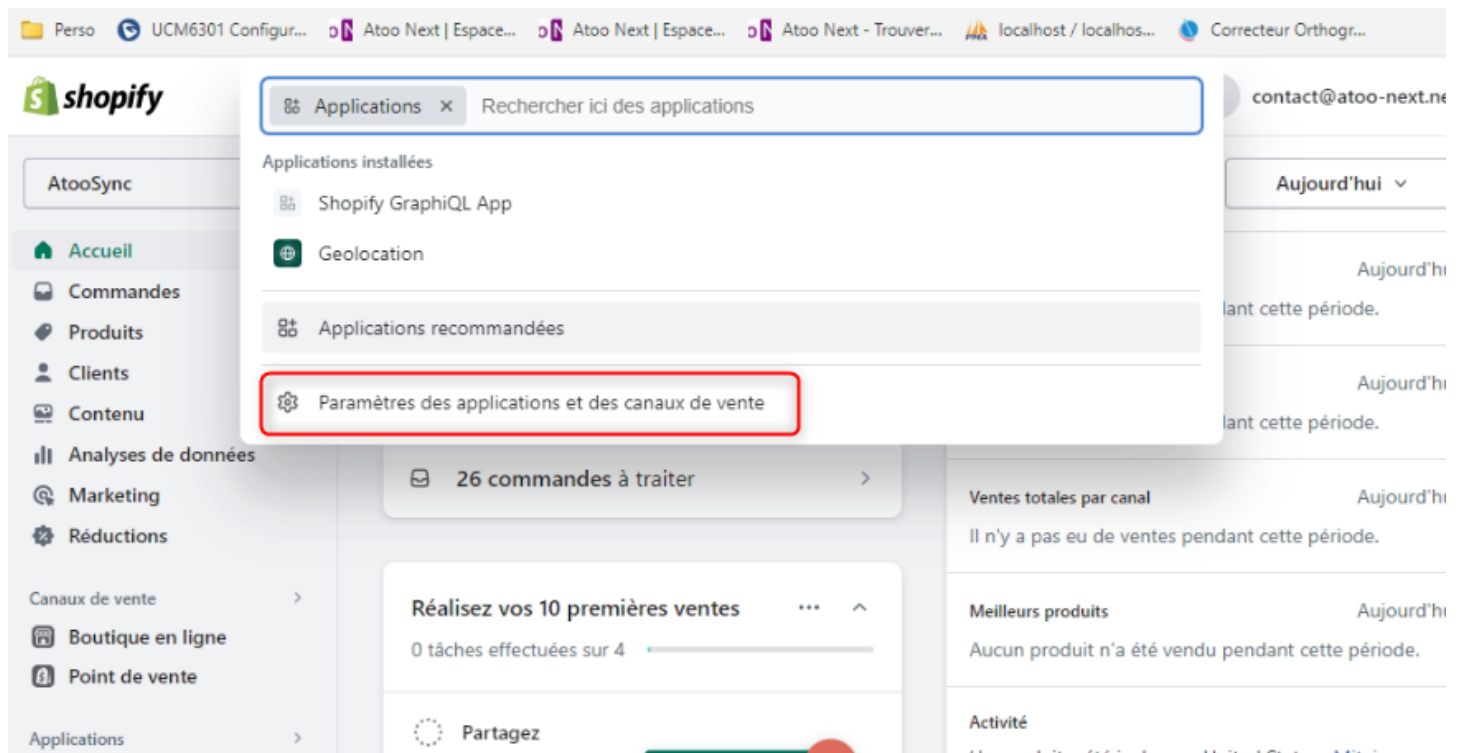 Perso UCM6301 Configur... Atoo Next | Espace... Atoo Next | Espace... Atoo Next - Trouver... localhost / localhos... Correcteur Orthogr...
shopify
Applications × Rechercher ici des applications
contact@atoo-next.ne
Applications installées
AtooSync
Aujourd'hui
Shopify GraphiQL App
Geolocation
Accueil
Commandes
Produits
Clients
Contenu
Analyses de données
Marketing
Réductions
Applications recommandées
Paramètres des applications et des canaux de vente
Aujourd'hu
cette période.
Aujourd'hu
cette période.
26 commandes à traiter
Ventes totales par canal Aujourd'hu
Il n'y a pas eu de ventes pendant cette période.
Canaux de vente
Boutique en ligne
Point de vente
Réalisez vos 10 premières ventes ...
0 tâches effectuées sur 4
Meilleurs produits Aujourd'hu
Aucun produit n'a été vendu pendant cette période.
Partagez
Activité
Applications